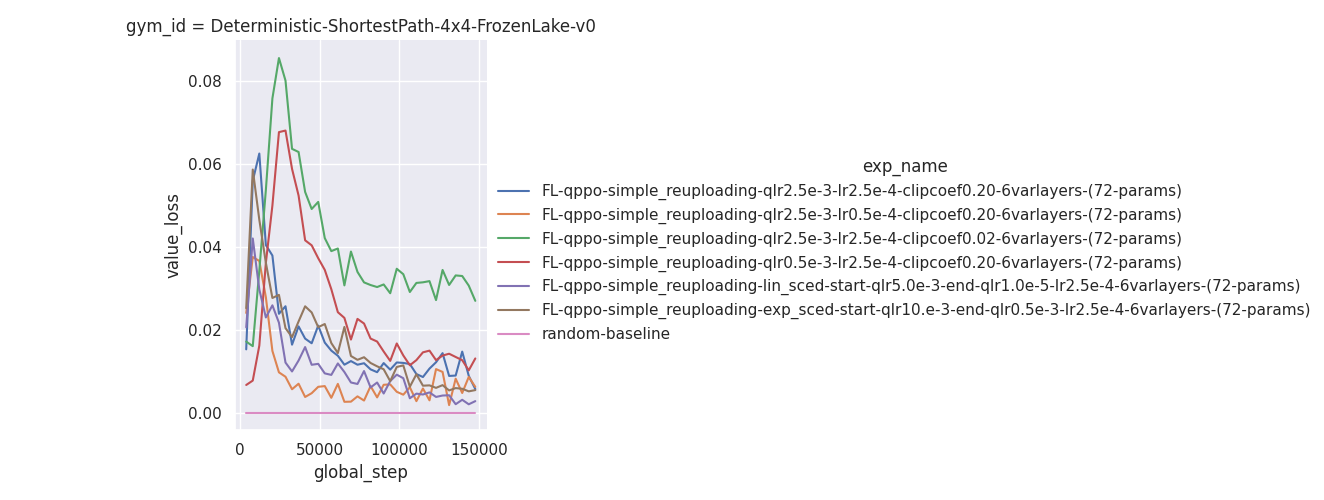 gym_id = Deterministic-ShortestPath-4x4-FrozenLake-v0
0.08
0.06
0.04
0.02
0.00
value_loss
0
50000
100000
150000
global_step
exp_name
FL-qppo-simple_reuploading-qlr2.5e-3-lr2.5e-4-clipcoef0.20-6varlayers-(72-params)
FL-qppo-simple_reuploading-qlr2.5e-3-lr0.5e-4-clipcoef0.20-6varlayers-(72-params)
FL-qppo-simple_reuploading-qlr2.5e-3-lr2.5e-4-clipcoef0.02-6varlayers-(72-params)
FL-qppo-simple_reuploading-qlr0.5e-3-lr2.5e-4-clipcoef0.20-6varlayers-(72-params)
FL-qppo-simple_reuploading-lin_sced-start-qlr5.0e-3-end-qlr1.0e-5-lr2.5e-4-6varlayers-(72-params)
FL-qppo-simple_reuploading-exp_sced-start-qlr10.e-3-end-qlr0.5e-3-lr2.5e-4-6varlayers-(72-params)
random-baseline